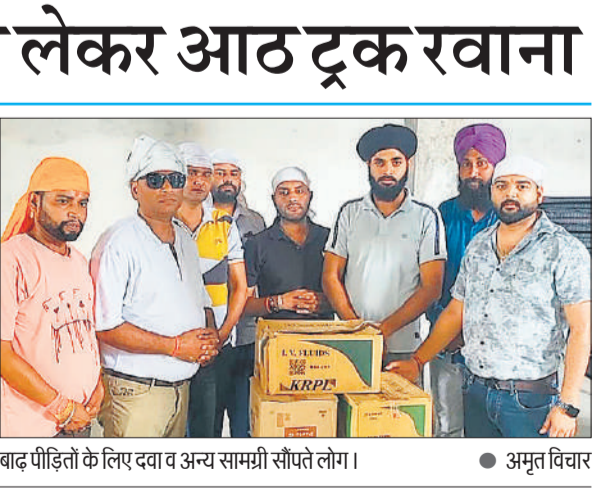 लेकर आठ ट्रक रवाना
I.V. FLUIDS
KRPL
बाढ़ पीड़ितों के लिए दवा व अन्य सामग्री सौंपते लोग। ● अमृत विचार